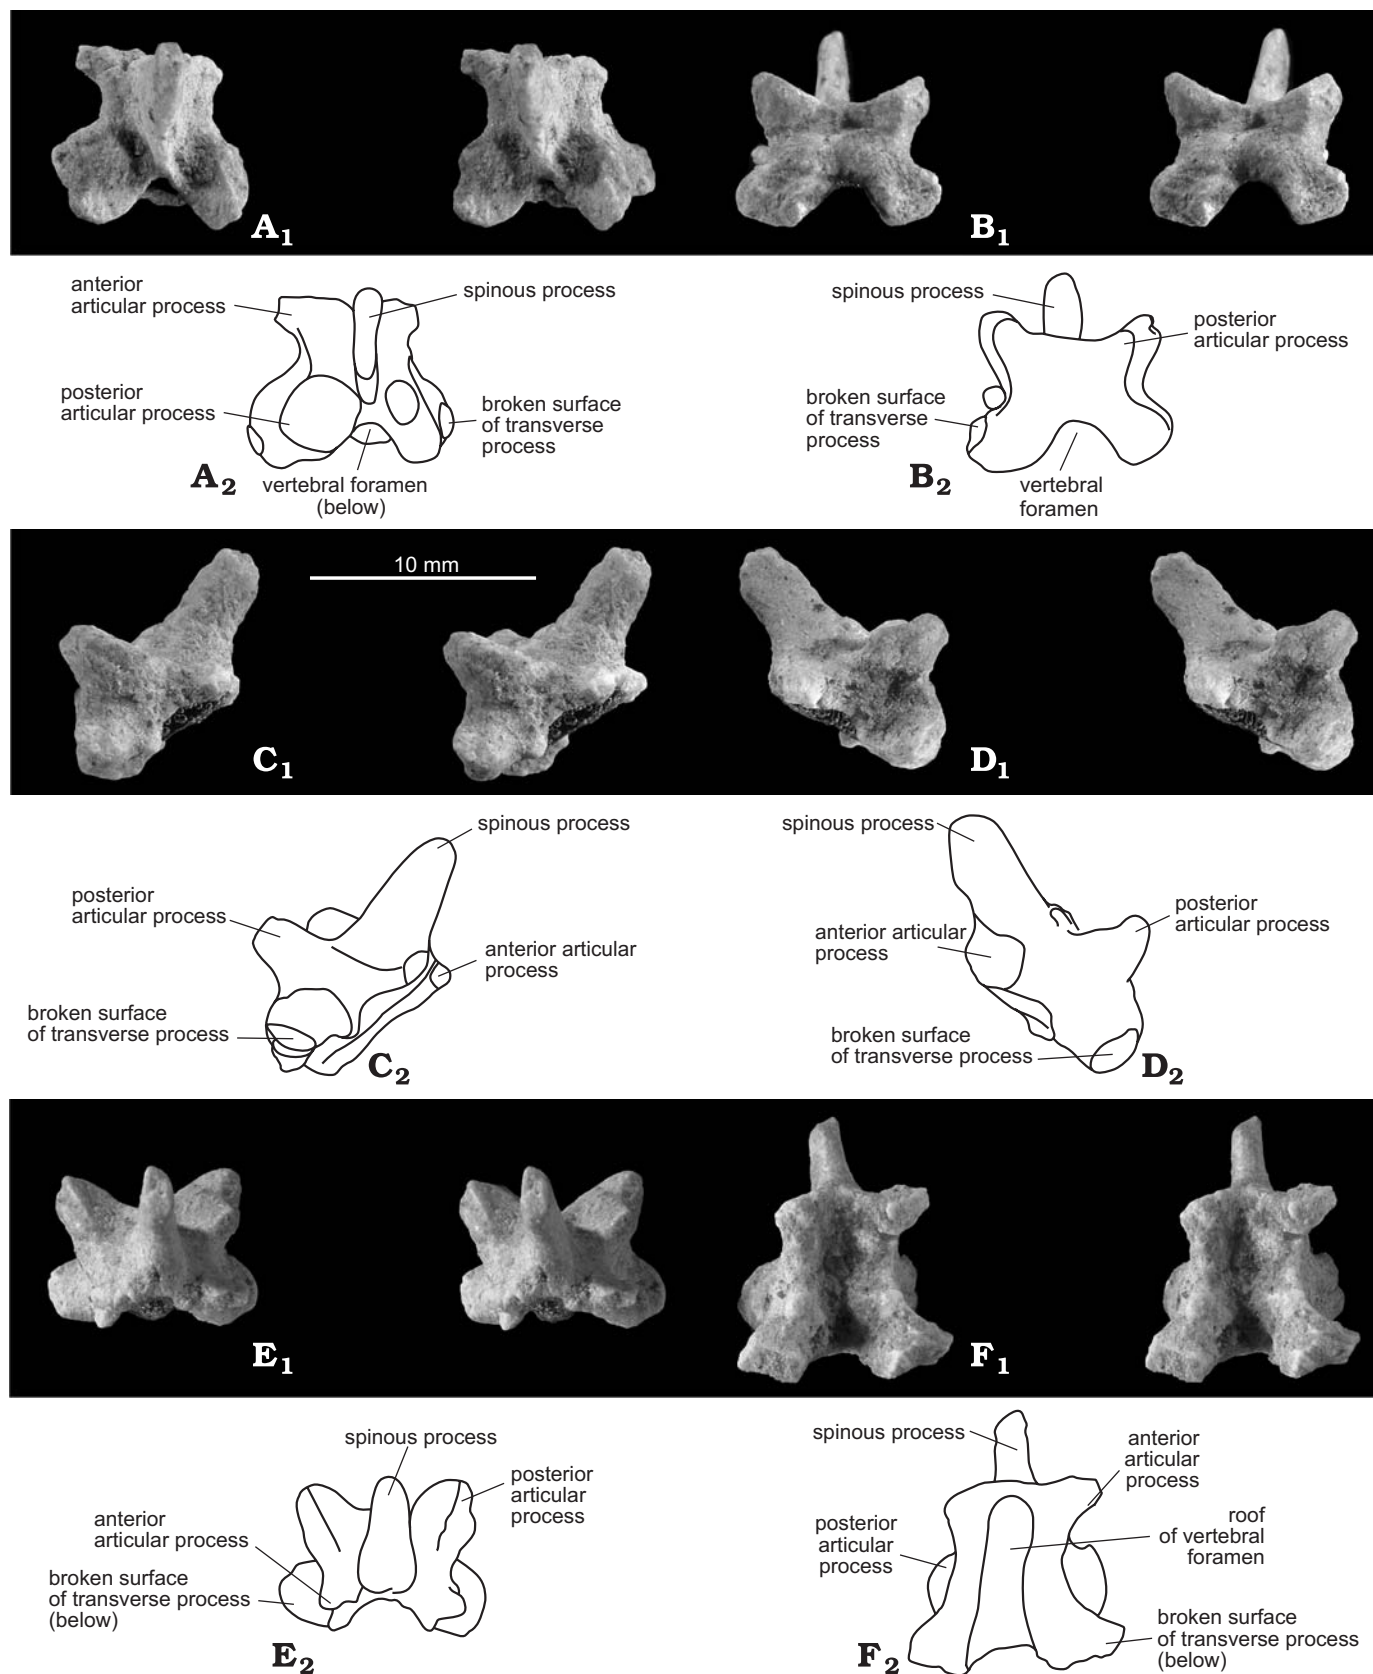 A1
B1
anterior
articular process
spinous process
posterior
articular process
broken surface
of transverse
process
A2
vertebral foramen
(below)
spinous process
posterior
articular process
broken surface
of transverse
process
B2
vertebral
foramen
10 mm
C1
D1
spinous process
posterior
articular process
anterior articular
process
broken surface
of transverse process
C2
spinous process
posterior
articular process
anterior articular
process
broken surface
of transverse process
D2
E1
F1
spinous process
posterior
articular
process
anterior
articular process
broken surface
of transverse process
(below)
E2
spinous process
anterior
articular
process
roof
of vertebral
foramen
posterior
articular
process
broken surface
of transverse process
(below)
F2